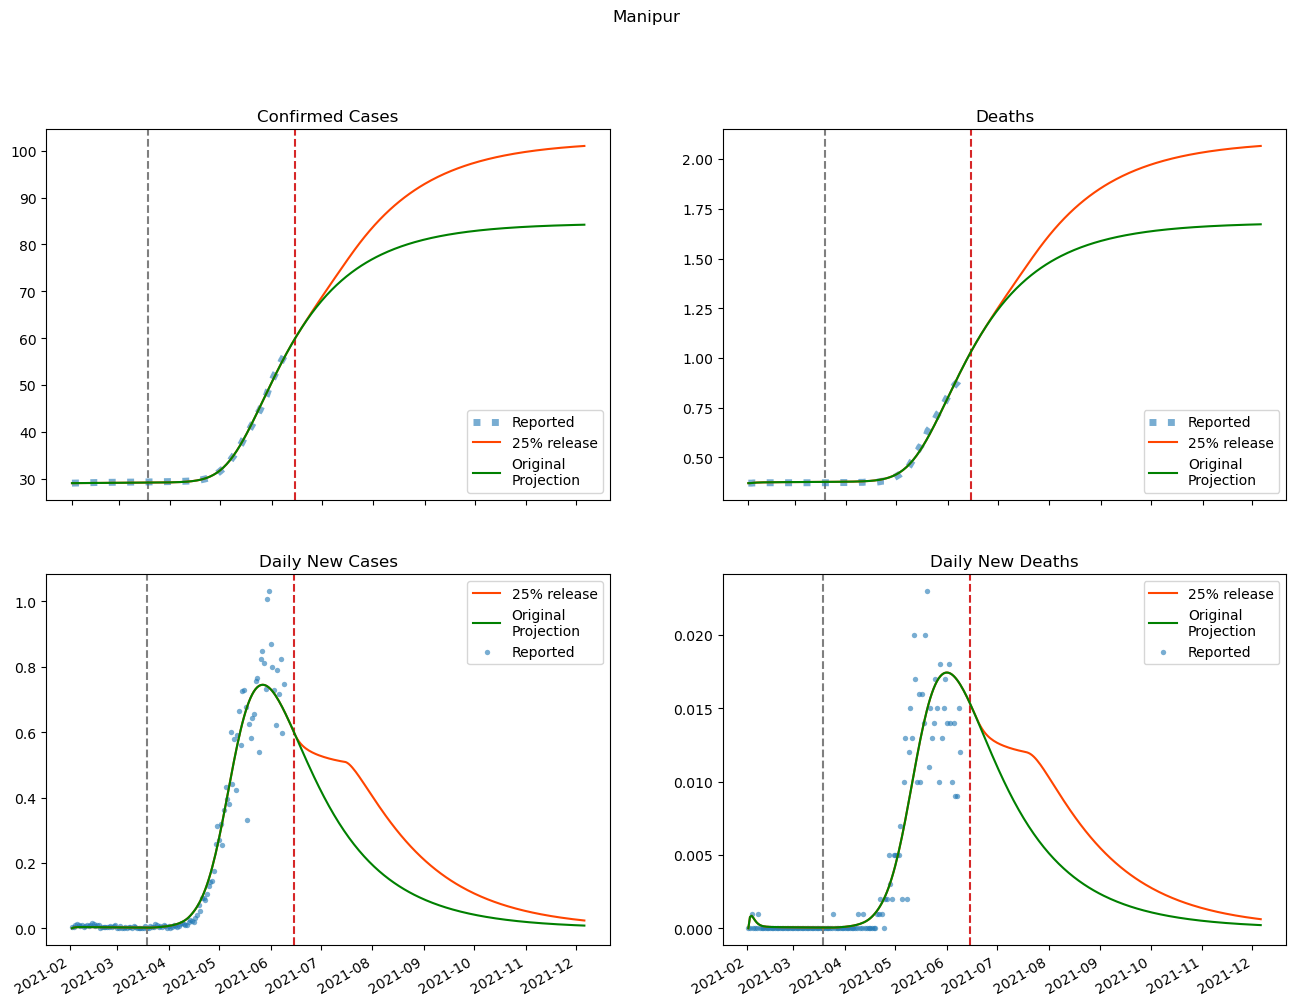 Manipur
Confirmed Cases
100
90
80
70
60
50
40
30
Reported
25% release
Original
Projection
Deaths
2.00
1.75
1.50
1.25
1.00
0.75
0.50
Reported
25% release
Original
Projection
Daily New Cases
1.0
0.8
0.6
0.4
0.2
0.0
25% release
Original
Projection
Reported
2021-02
2021-03
2021-04
2021-05
2021-06
2021-07
2021-08
2021-09
2021-10
2021-11
2021-12
Daily New Deaths
0.020
0.015
0.010
0.005
0.000
25% release
Original
Projection
Reported
2021-02
2021-03
2021-04
2021-05
2021-06
2021-07
2021-08
2021-09
2021-10
2021-11
2021-12